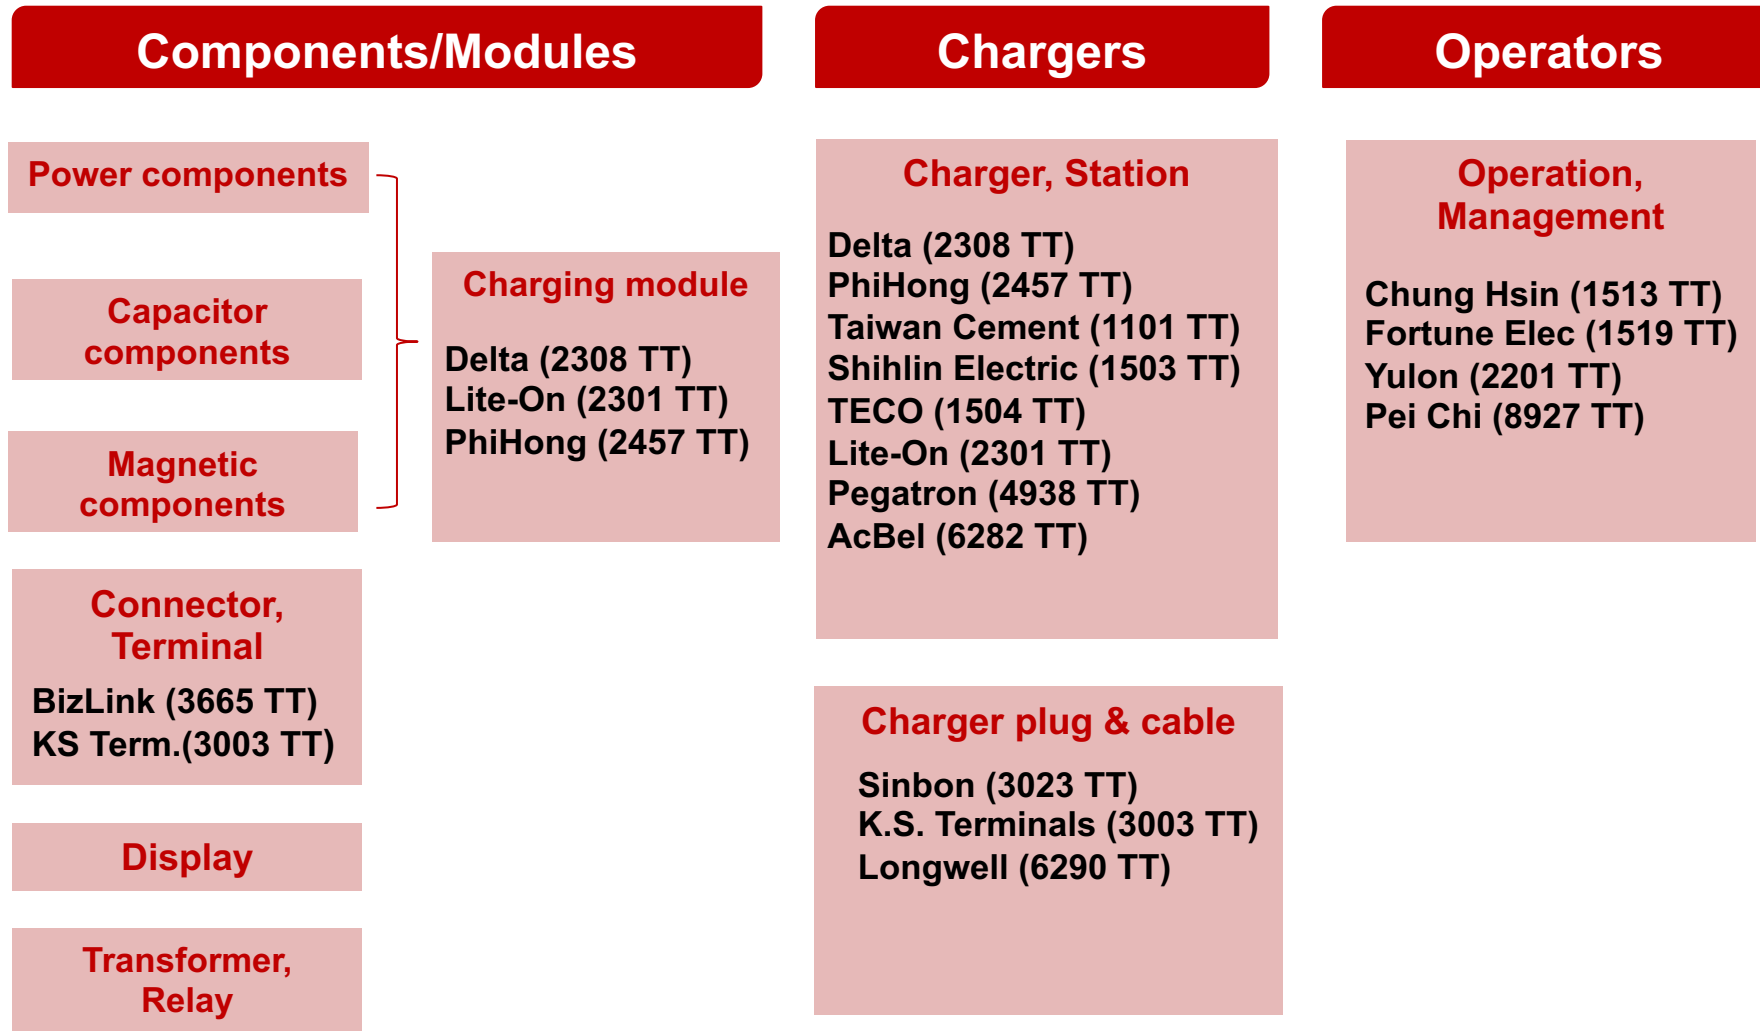 Components/Modules
Power components
Capacitor
components
Magnetic
components
Charging module
Delta (2308 TT)
Lite-On (2301 TT)
PhiHong (2457 TT)
Connector,
Terminal
BizLink (3665 TT)
KS Term.(3003 TT)
Display
Transformer,
Relay
Chargers
Charger, Station
Delta (2308 TT)
PhiHong (2457 TT)
Taiwan Cement (1101 TT)
Shihlin Electric (1503 TT)
TECO (1504 TT)
Lite-On (2301 TT)
Pegatron (4938 TT)
AcBel (6282 TT)
Charger plug & cable
Sinbon (3023 TT)
K.S. Terminals (3003 TT)
Longwell (6290 TT)
Operators
Operation,
Management
Chung Hsin (1513 TT)
Fortune Elec (1519 TT)
Yulon (2201 TT)
Pei Chi (8927 TT)